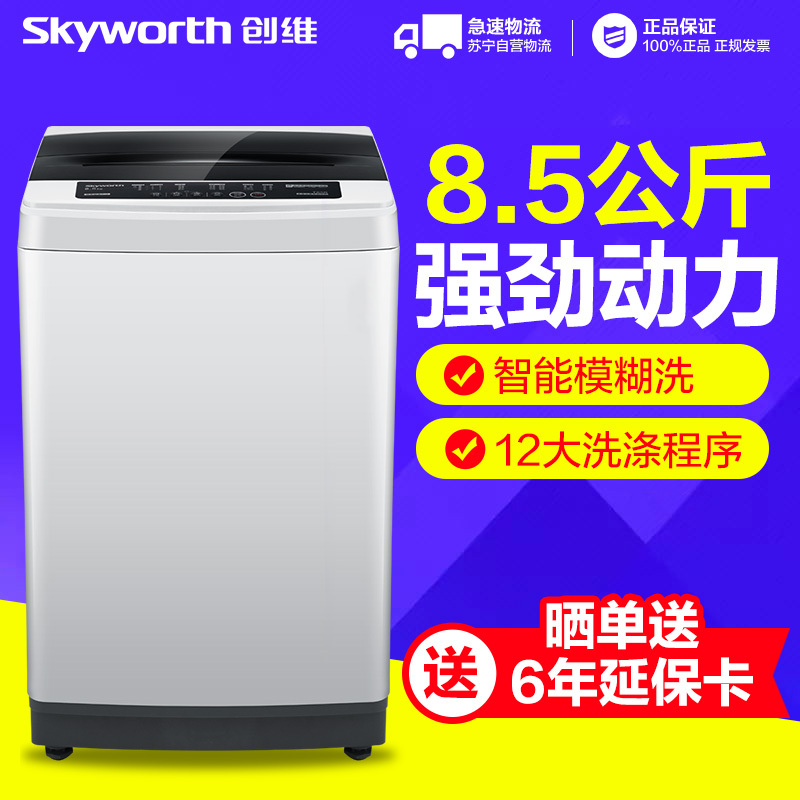 Skyworth 创维
急速物流
苏宁自营物流
正品保证
100%正品 正规发票
8.5公斤
强劲动力
智能模糊洗
12大洗涤程序
晒单送
送
6年延保卡
Skyworth